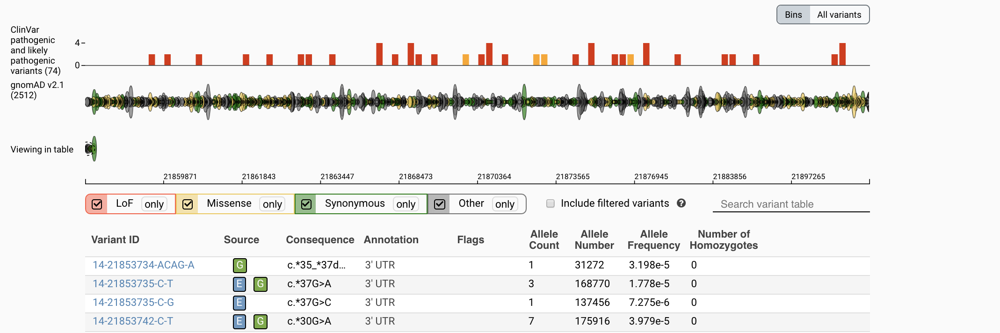 Bins All variants
ClinVar
pathogenic
and likely
pathogenic
variants (74)
4
0
gnomAD v2.1
(2512)
Viewing in table
21859871 21861843 21863447 21868473 21870364 21873565 21876945 21883856 21897265
LoF only Missense only Synonymous only Other only Include filtered variants ? Search variant table
Variant ID Source Consequence Annotation Flags Allele Count Allele Number Allele Frequency Number of Homozygotes
14-21853734-ACAG-A G c.*35_*37d... 3' UTR 1 31272 3.198e-5 0
14-21853735-C-T E G c.*37G>A 3' UTR 3 168770 1.778e-5 0
14-21853735-C-G E c.*37G>C 3' UTR 1 137456 7.275e-6 0
14-21853742-C-T E G c.*30G>A 3' UTR 7 175916 3.979e-5 0